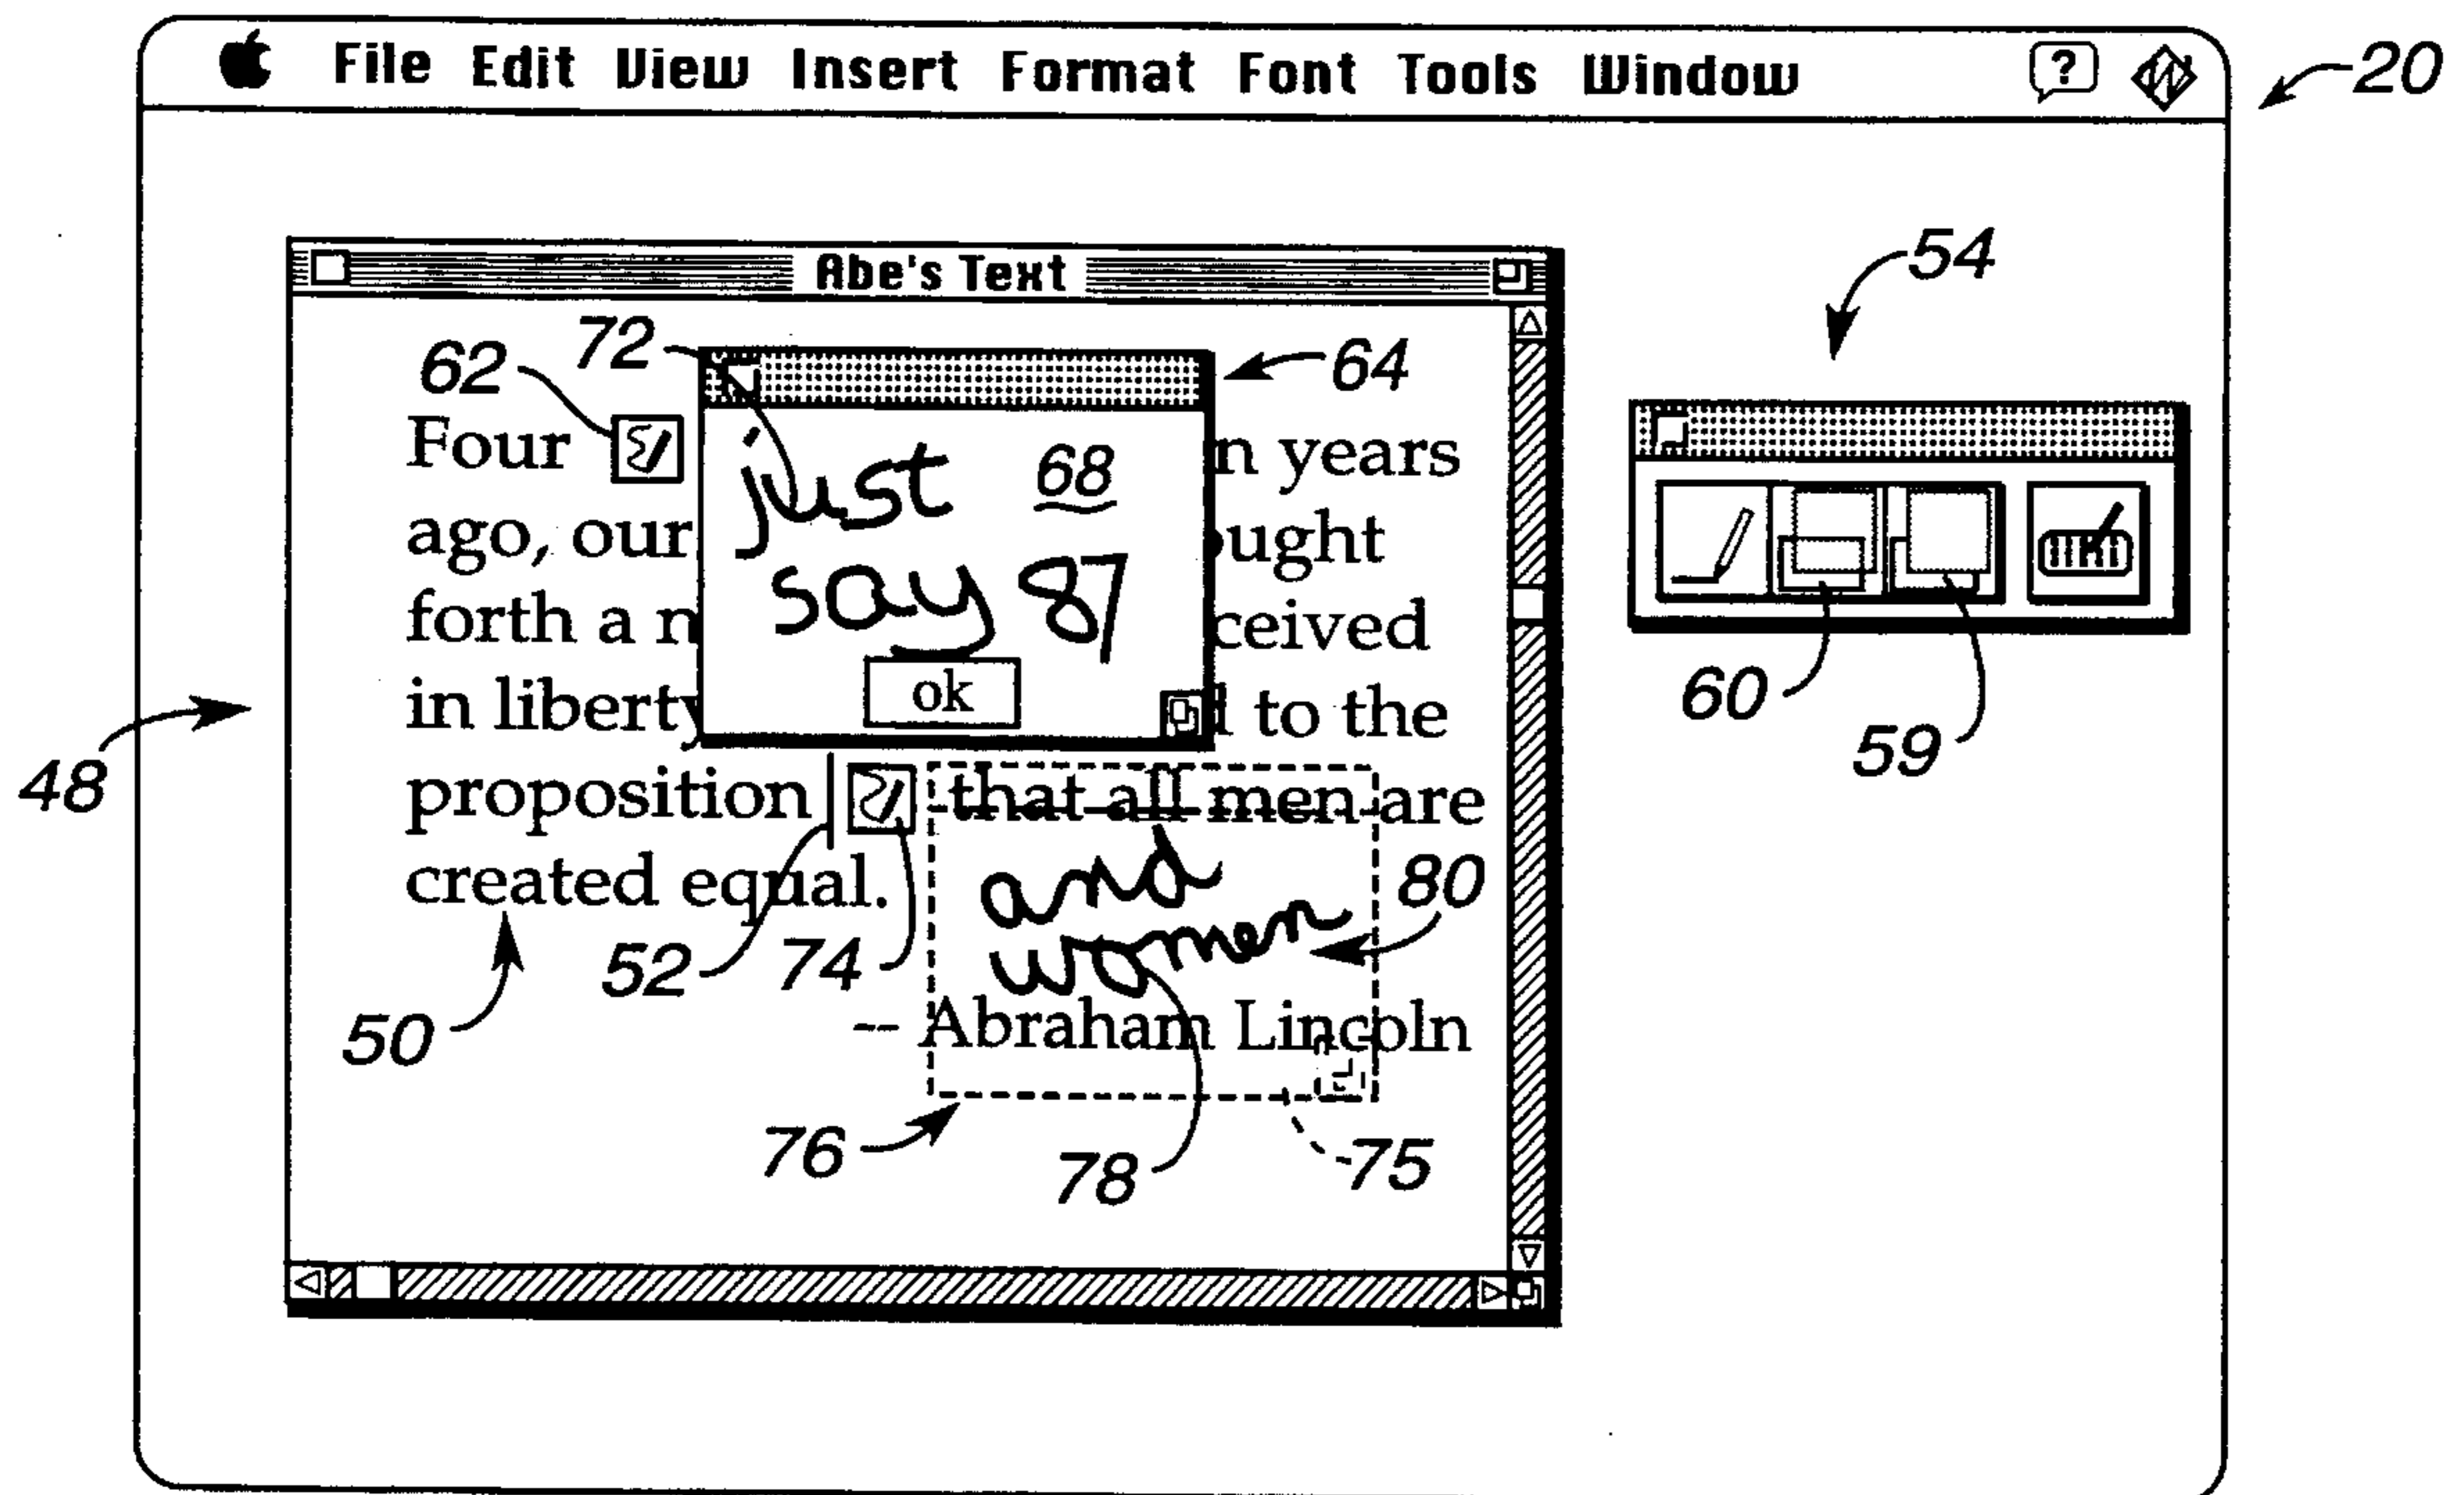 File Edit View Insert Format Font Tools Window ?
20
Abe's Text
54
72
62
64
Four n years
just 68
ago, our ught
say 87
forth a n ceived
ok
60
in liberty d to the
59
48
proposition that all men are
and
created equal. 80
women
52 74
50
-- Abraham Lincoln
76 78 75